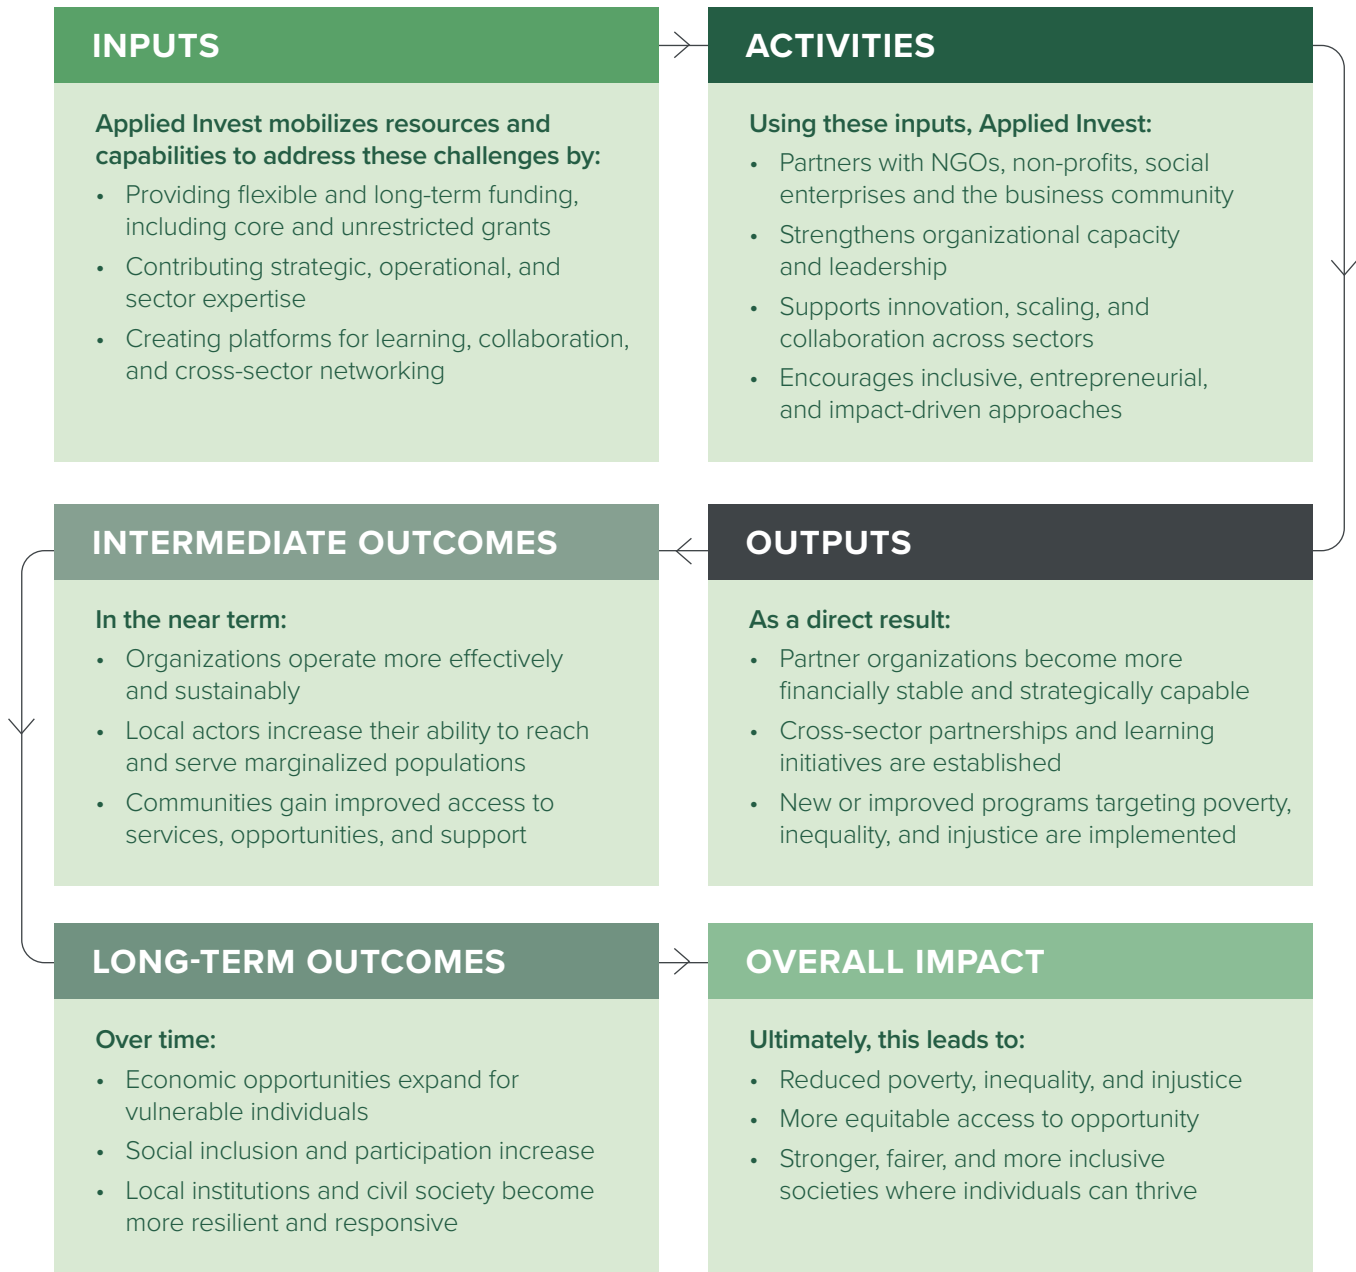 INPUTS
Applied Invest mobilizes resources and
capabilities to address these challenges by:
• Providing flexible and long-term funding,
including core and unrestricted grants
• Contributing strategic, operational, and
sector expertise
• Creating platforms for learning, collaboration,
and cross-sector networking
ACTIVITIES
Using these inputs, Applied Invest:
• Partners with NGOs, non-profits, social
enterprises and the business community
• Strengthens organizational capacity
and leadership
• Supports innovation, scaling, and
collaboration across sectors
• Encourages inclusive, entrepreneurial,
and impact-driven approaches
OUTPUTS
As a direct result:
• Partner organizations become more
financially stable and strategically capable
• Cross-sector partnerships and learning
initiatives are established
• New or improved programs targeting poverty,
inequality, and injustice are implemented
INTERMEDIATE OUTCOMES
In the near term:
• Organizations operate more effectively
and sustainably
• Local actors increase their ability to reach
and serve marginalized populations
• Communities gain improved access to
services, opportunities, and support
LONG-TERM OUTCOMES
Over time:
• Economic opportunities expand for
vulnerable individuals
• Social inclusion and participation increase
• Local institutions and civil society become
more resilient and responsive
OVERALL IMPACT
Ultimately, this leads to:
• Reduced poverty, inequality, and injustice
• More equitable access to opportunity
• Stronger, fairer, and more inclusive
societies where individuals can thrive